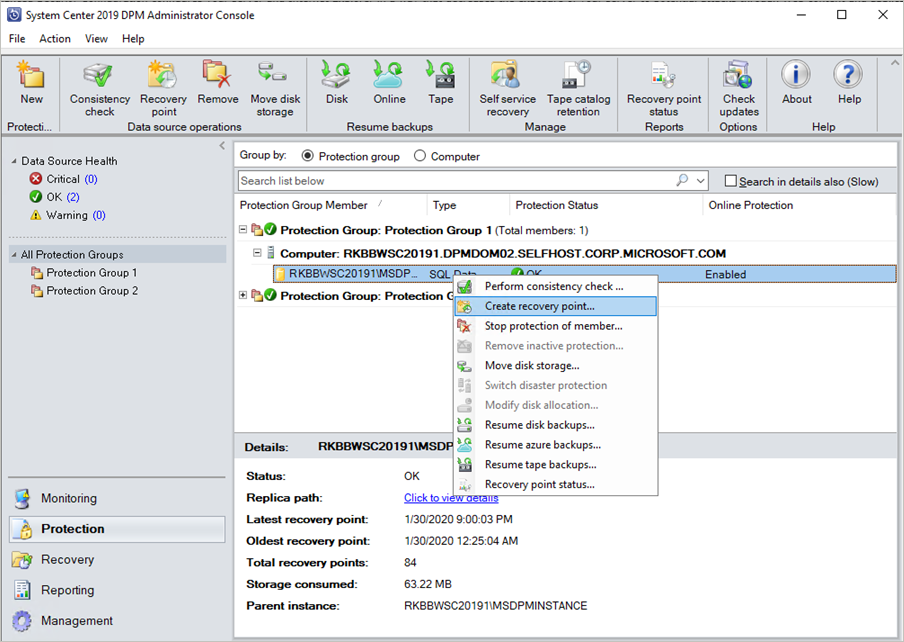 System Center 2019 DPM Administrator Console
File Action View Help
New
Consistency check
Recovery point
Remove
Move disk storage
Disk
Online
Tape
Self service recovery
Tape catalog retention
Recovery point status
Check updates
About
Help
Protecti...
Data source operations
Resume backups
Manage
Reports
Options
Help
Data Source Health
Critical (0)
OK (2)
Warning (0)
All Protection Groups
Protection Group 1
Protection Group 2
Monitoring
Protection
Recovery
Reporting
Management
Group by: Protection group Computer
Search list below
Search in details also (Slow)
Protection Group Member / Type Protection Status Online Protection
Protection Group: Protection Group 1 (Total members: 1)
Computer: RKBBWSC20191.DPMDOM02.SELFHOST.CORP.MICROSOFT.COM
RKBBWSC20191\MSDP... SQL Data OK Enabled
Protection Group: Protection G
Perform consistency check ...
Create recovery point...
Stop protection of member...
Remove inactive protection...
Move disk storage...
Switch disaster protection
Modify disk allocation...
Resume disk backups...
Resume azure backups...
Resume tape backups...
Recovery point status...
Details: RKBBWSC20191\MSDP
Status: OK
Replica path: Click to view details
Latest recovery point: 1/30/2020 9:00:03 PM
Oldest recovery point: 1/30/2020 12:25:04 AM
Total recovery points: 84
Storage consumed: 63.22 MB
Parent instance: RKBBWSC20191\MSDPMINSTANCE